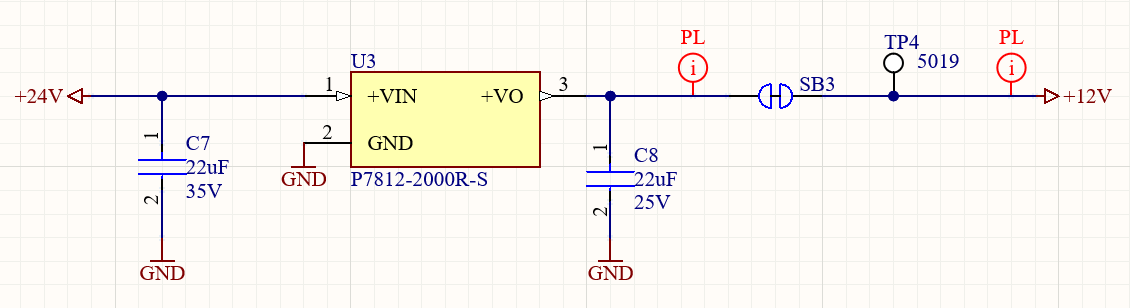 PL
TP4
PL
U3
5019
+24V
1
+VIN
+VO
3
SB3
+12V
2
GND
1
C7
22uF
35V
2
GND
GND
P7812-2000R-S
1
C8
22uF
25V
2
GND
i
i